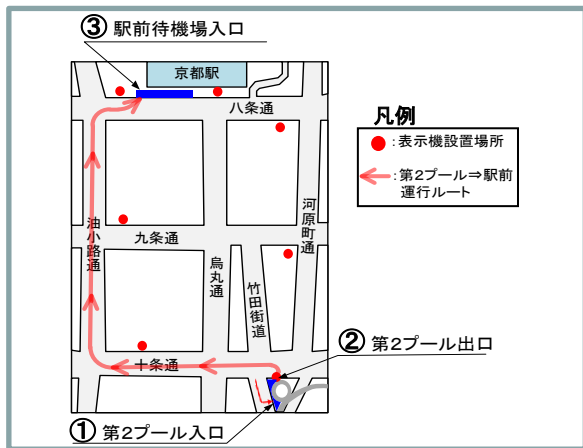 ③ 駅前待機場入口
京都駅
八条通
凡例
:表示機設置場所
:第2プール⇒駅前
運行ルート
河原町通
油小路通
九条通
烏丸通
竹田街道
十条通
② 第2プール出口
① 第2プール入口